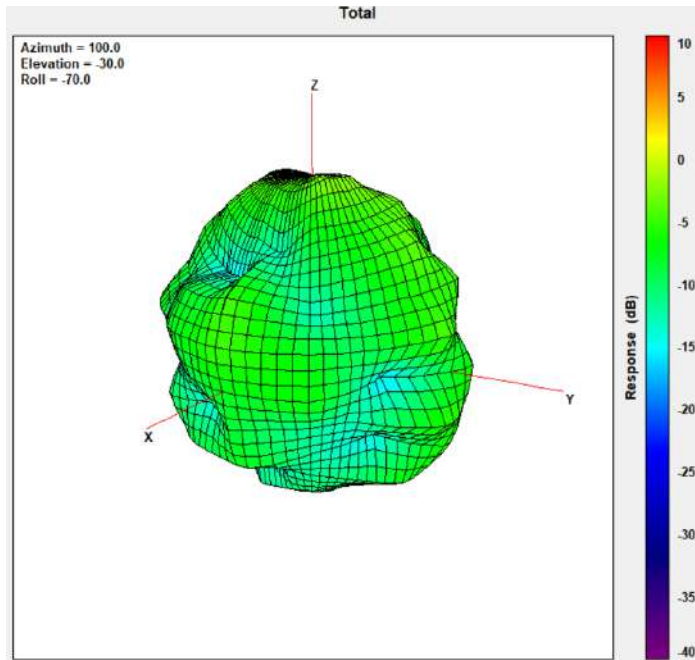 Total
Azimuth = 100.0
Elevation = -30.0
Roll = -70.0
Z
Y
X
10
5
0
-5
-10
-15
-20
-25
-30
-35
-40
Response (dB)